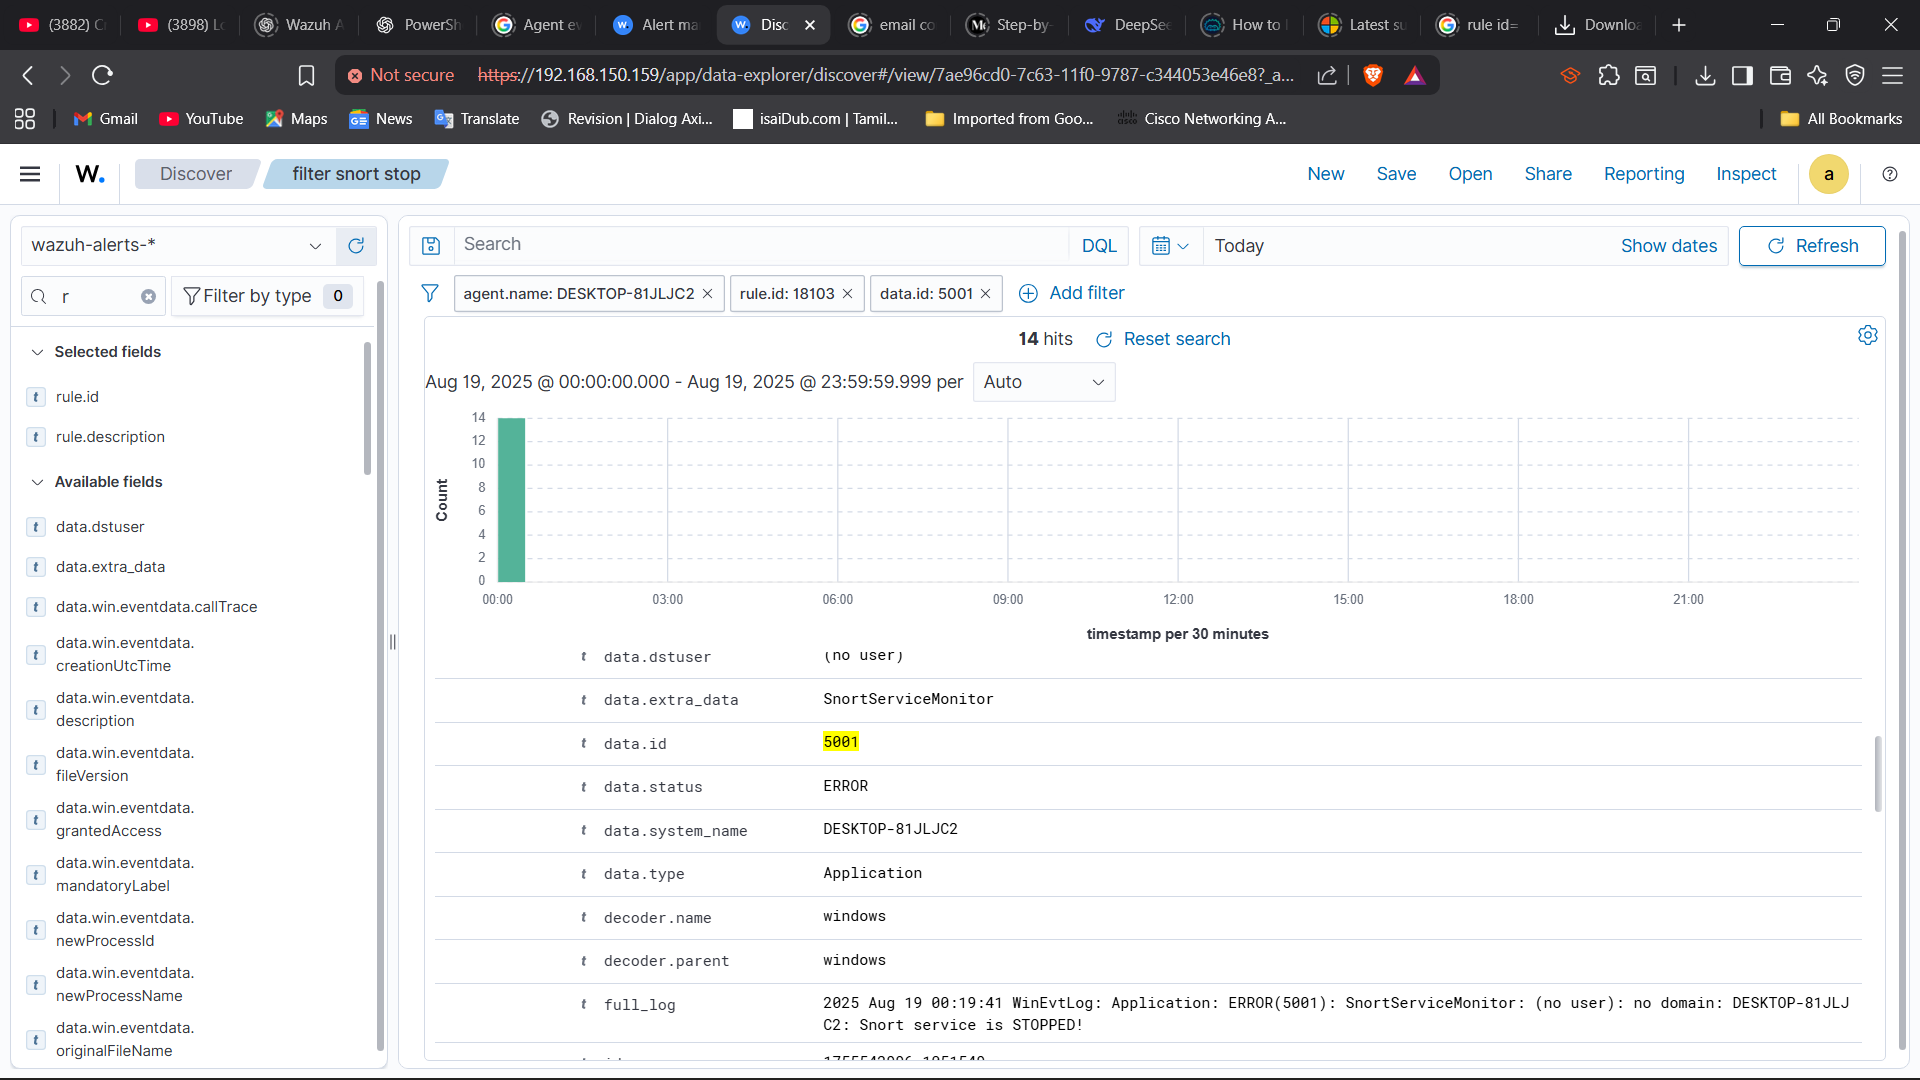 (3882) C
(3898) L
Wazuh A
PowerSh
Agent ev
Alert ma
Disc
email co
Step-by-
DeepSee
How to
Latest su
rule id=
Downloa
Not secure
https://192.168.150.159/app/data-explorer/discover#/view/7ae96cd0-7c63-11f0-9787-c344053e46e8?_a...
Gmail
YouTube
Maps
News
Translate
Revision | Dialog Axi...
isaiDub.com | Tamil...
Imported from Goo...
Cisco Networking A...
All Bookmarks
W.
Discover
filter snort stop
New
Save
Open
Share
Reporting
Inspect
a
wazuh-alerts-*
Search
DQL
Today
Show dates
Refresh
r
Filter by type 0
agent.name: DESKTOP-81JLJC2
rule.id: 18103
data.id: 5001
Add filter
Selected fields
t rule.id
t rule.description
Available fields
t data.dstuser
t data.extra_data
t data.win.eventdata.callTrace
t data.win.eventdata.
creationUtcTime
t data.win.eventdata.
description
t data.win.eventdata.
fileVersion
t data.win.eventdata.
grantedAccess
t data.win.eventdata.
mandatoryLabel
t data.win.eventdata.
newProcessId
t data.win.eventdata.
newProcessName
t data.win.eventdata.
originalFileName
14 hits
Reset search
Aug 19, 2025 @ 00:00:00.000 - Aug 19, 2025 @ 23:59:59.999 per
Auto
Count
14
12
10
8
6
4
2
0
00:00
03:00
06:00
09:00
12:00
15:00
18:00
21:00
timestamp per 30 minutes
t data.dstuser (no user)
t data.extra_data SnortServiceMonitor
t data.id 5001
t data.status ERROR
t data.system_name DESKTOP-81JLJC2
t data.type Application
t decoder.name windows
t decoder.parent windows
t full_log 2025 Aug 19 00:19:41 WinEvtLog: Application: ERROR(5001): SnortServiceMonitor: (no user): no domain: DESKTOP-81JLJ
C2: Snort service is STOPPED!